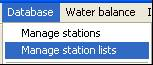 Database Water balance
Manage stations
Manage station lists